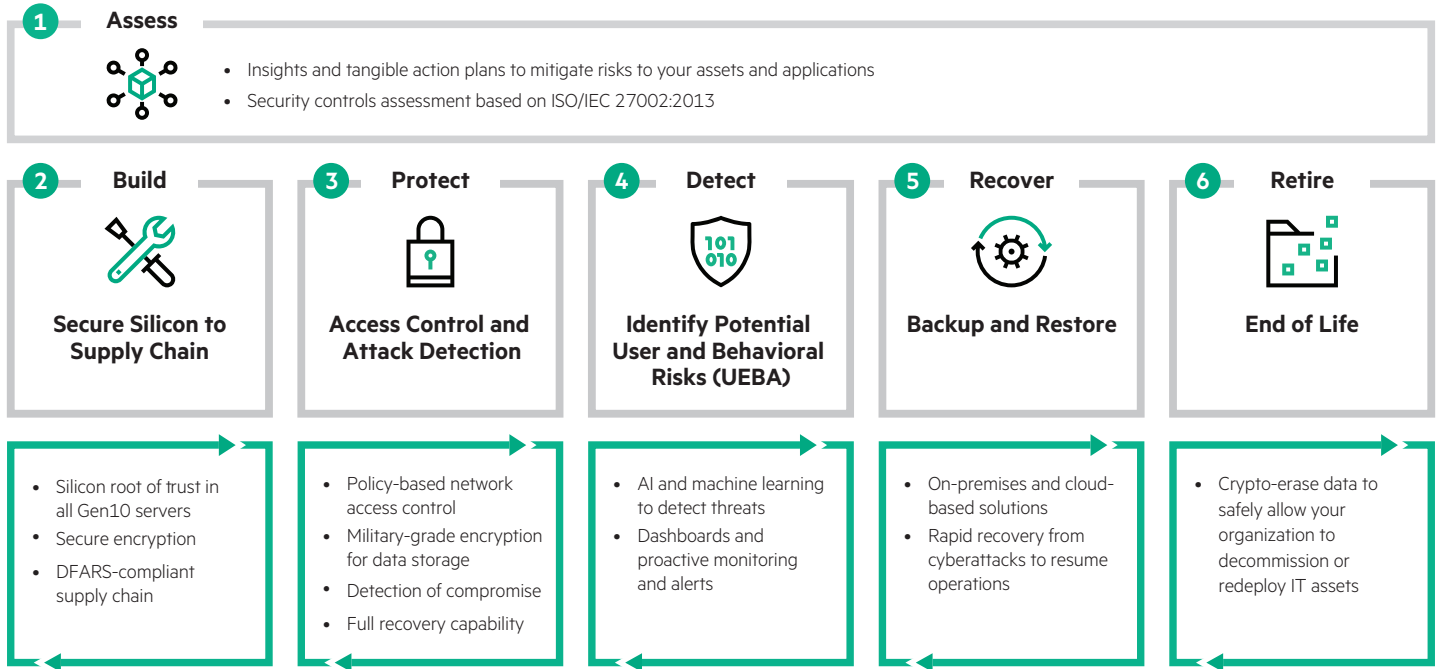 1
Assess
• Insights and tangible action plans to mitigate risks to your assets and applications
• Security controls assessment based on ISO/IEC 27002:2013
2
Build
Secure Silicon to
Supply Chain
• Silicon root of trust in
all Gen10 servers
• Secure encryption
• DFARS-compliant
supply chain
3
Protect
Access Control and
Attack Detection
• Policy-based network
access control
• Military-grade encryption
for data storage
• Detection of compromise
• Full recovery capability
4
Detect
101
010
Identify Potential
User and Behavioral
Risks (UEBA)
• AI and machine learning
to detect threats
• Dashboards and
proactive monitoring
and alerts
5
Recover
Backup and Restore
• On-premises and cloud-
based solutions
• Rapid recovery from
cyberattacks to resume
operations
6
Retire
End of Life
• Crypto-erase data to
safely allow your
organization to
decommission or
redeploy IT assets